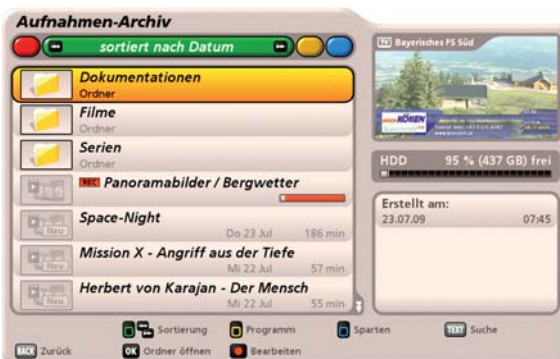 Aufnahmen-Archiv
sortiert nach Datum
TV Bayerisches FS Süd
Dokumentationen
Ordner
Filme
Ordner
Serien
Ordner
REC Panoramabilder / Bergwetter
Space-Night
Neu
Do 23 Jul 186 min
Mission X - Angriff aus der Tiefe
Neu
Mi 22 Jul 57 min
Herbert von Karajan - Der Mensch
Neu
Mi 22 Jul 55 min
KÖSSEN
HDD 95 % (437 GB) frei
Erstellt am:
23.07.09 07:45
Sortierung Programm Sparten TEXT Suche
BACK Zurück OK Ordner öffnen Bearbeiten